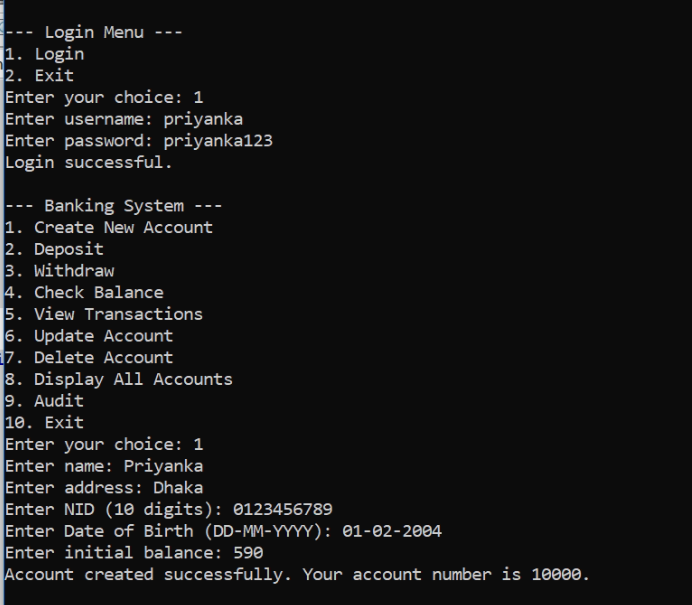 --- Login Menu ---
1. Login
2. Exit
Enter your choice: 1
Enter username: priyanka
Enter password: priyanka123
Login successful.
--- Banking System ---
1. Create New Account
2. Deposit
3. Withdraw
4. Check Balance
5. View Transactions
6. Update Account
7. Delete Account
8. Display All Accounts
9. Audit
10. Exit
Enter your choice: 1
Enter name: Priyanka
Enter address: Dhaka
Enter NID (10 digits): 0123456789
Enter Date of Birth (DD-MM-YYYY): 01-02-2004
Enter initial balance: 590
Account created successfully. Your account number is 10000.